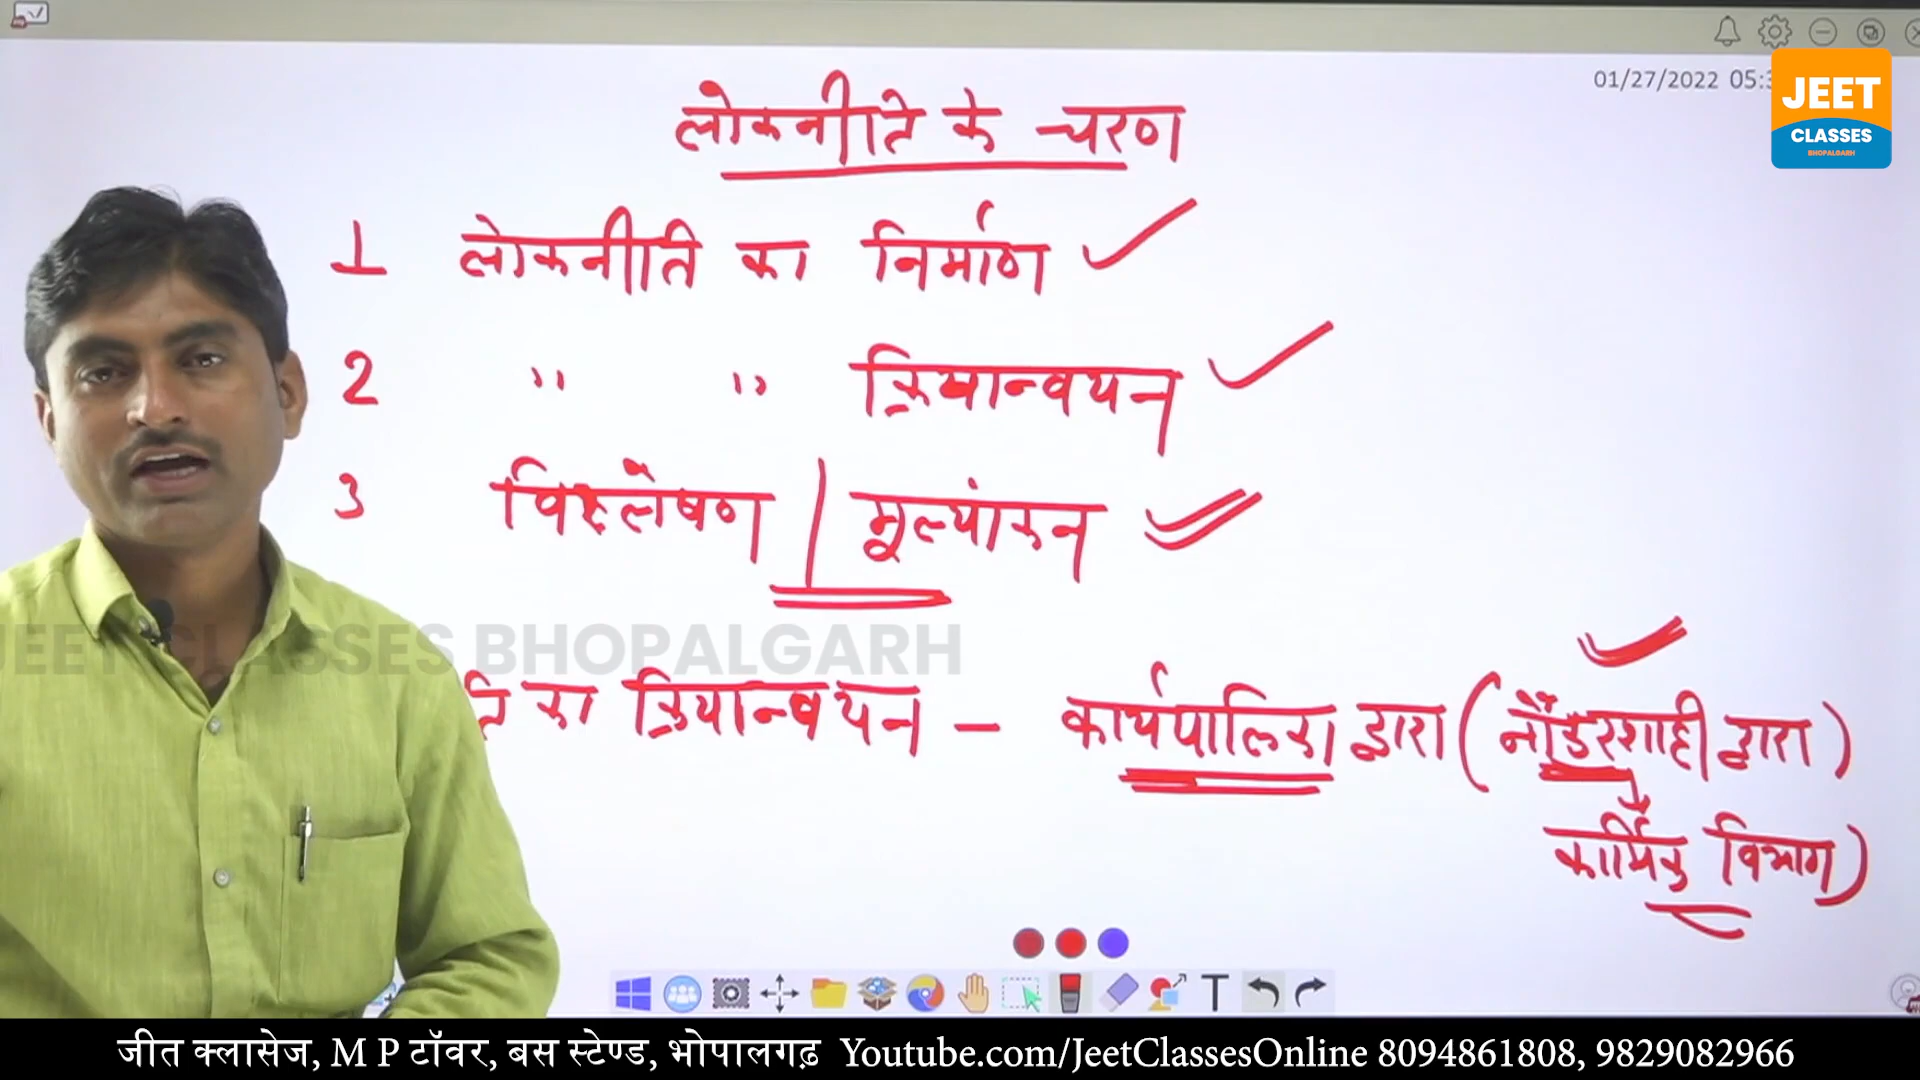 01/27/2022 05:3
JEET
CLASSES
BHOPALGARH
लोकनीति के चरण
1 लोकनीति का निर्माण
2 " " क्रियान्वयन
3 विश्लेषण | मूल्यांकन
JEET CLASSES BHOPALGARH
ति का क्रियान्वयन - कार्यपालिका द्वारा (नौकरशाही द्वारा)
कार्मिक विभाग)
जीत क्लासेज, M P टॉवर, बस स्टेण्ड, भोपालगढ़ Youtube.com/JeetClassesOnline 8094861808, 9829082966